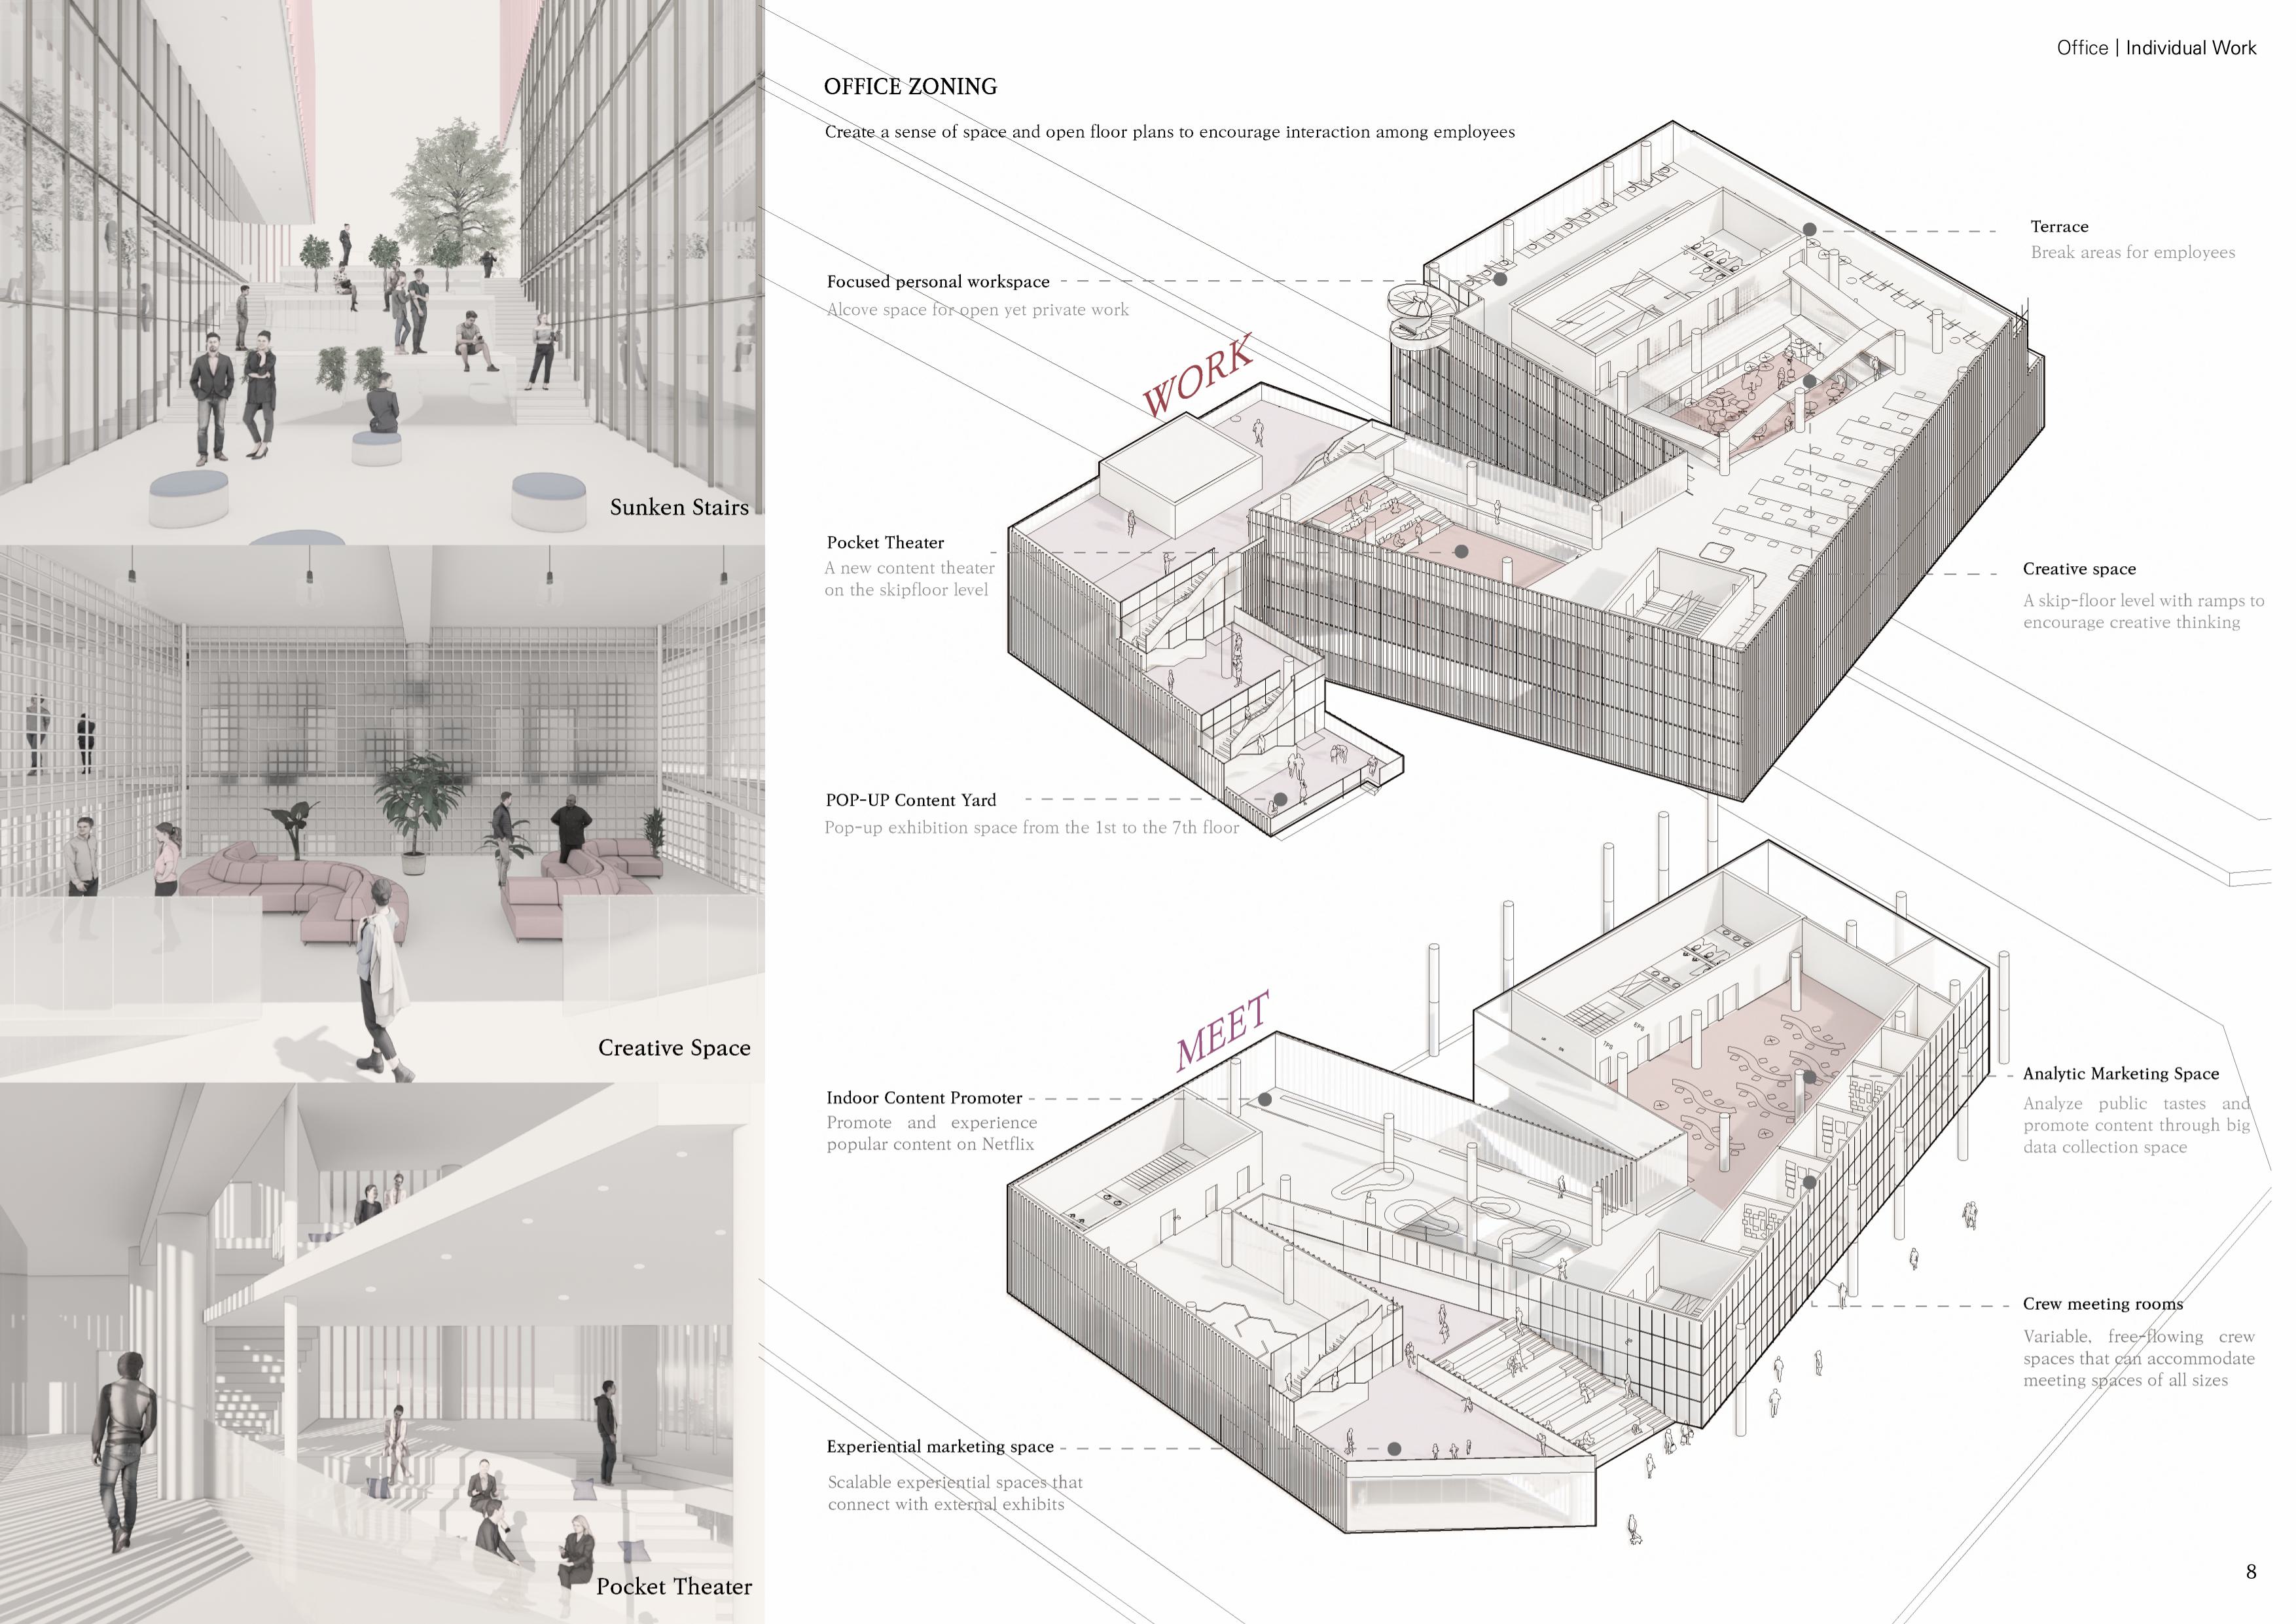 Office | Individual Work
OFFICE ZONING
Create a sense of space and open floor plans to encourage interaction among employees
Terrace
Break areas for employees
Focused personal workspace
Alcove space for open yet private work
WORK
Sunken Stairs
Pocket Theater
A new content theater
on the skipfloor level
Creative space
A skip-floor level with ramps to
encourage creative thinking
POP-UP Content Yard
Pop-up exhibition space from the 1st to the 7th floor
Creative Space
MEET
EPS
TPS
Indoor Content Promoter
Promote and experience
popular content on Netflix
Analytic Marketing Space
Analyze public tastes and
promote content through big
data collection space
Crew meeting rooms
Variable, free-flowing crew
spaces that can accommodate
meeting spaces of all sizes
Experiential marketing space
Scalable experiential spaces that
connect with external exhibits
Pocket Theater
8